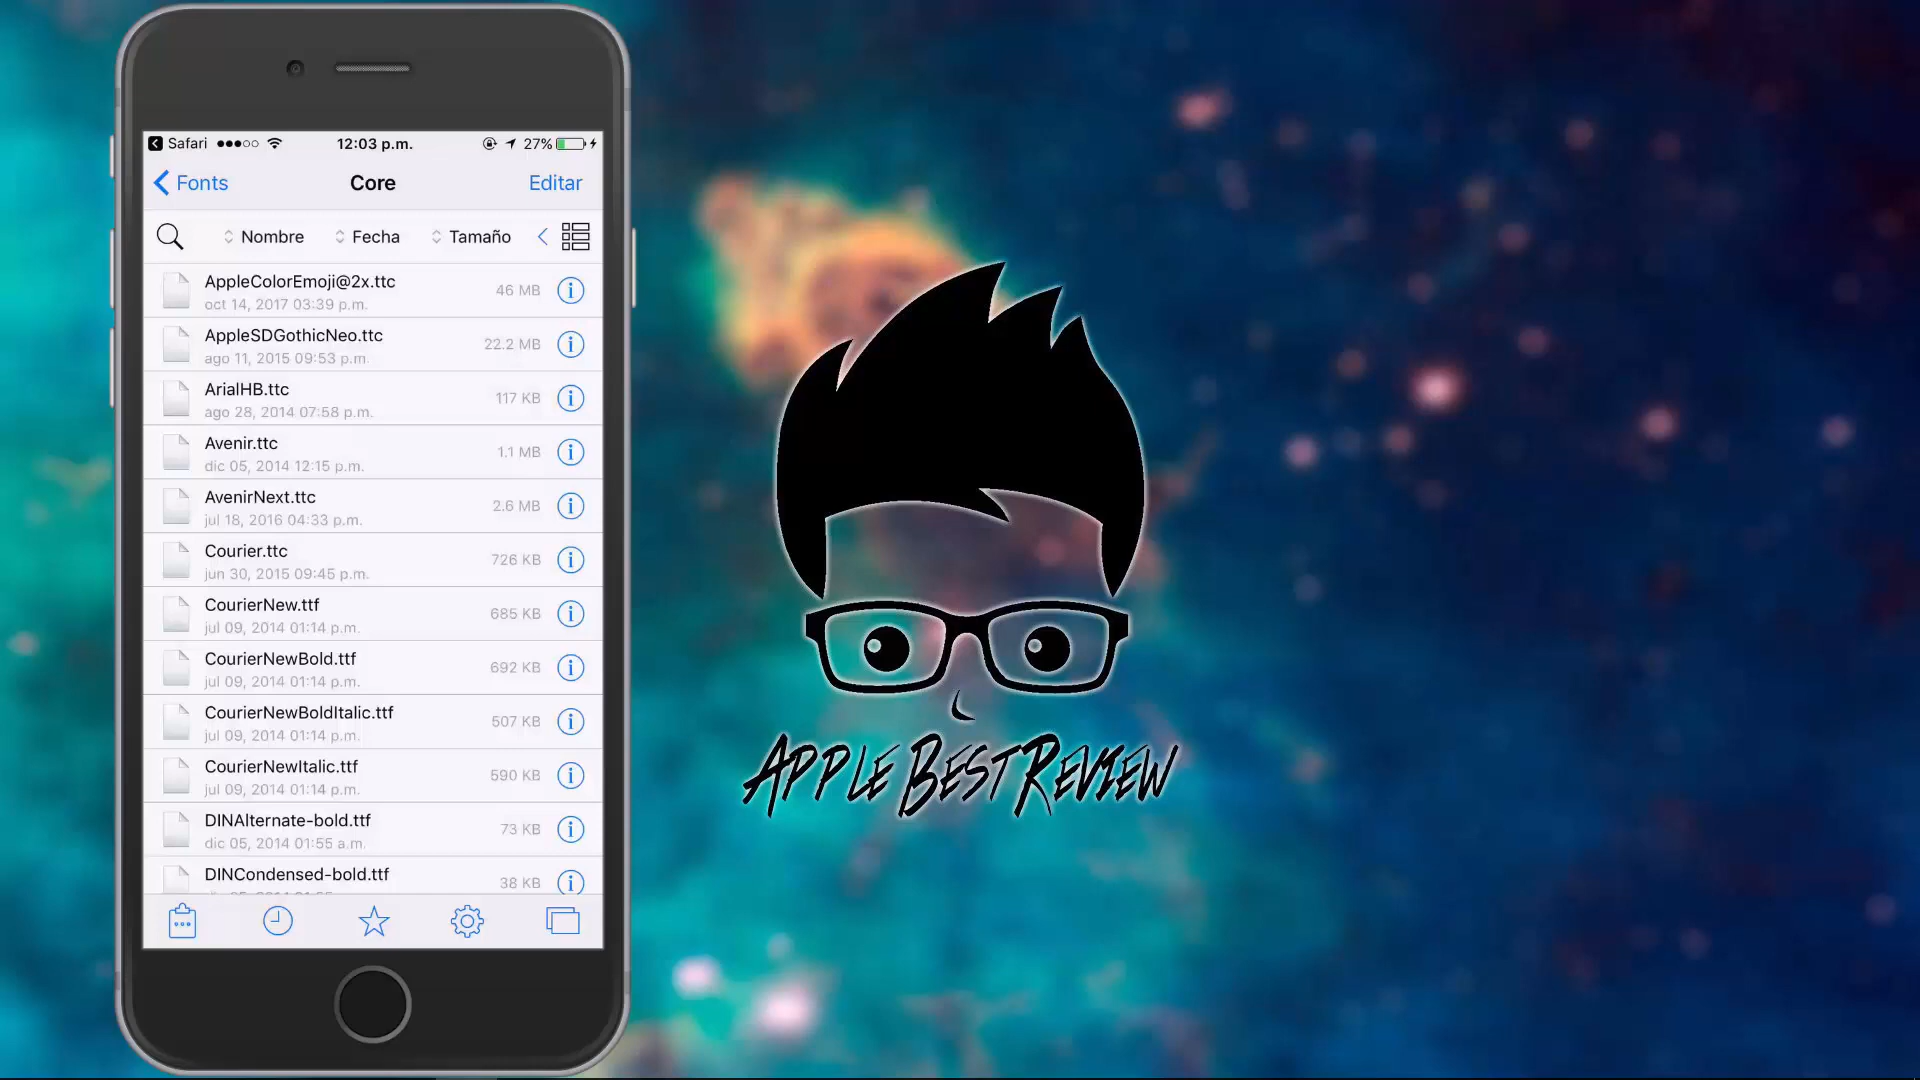 Safari 12:03 p.m. 27%
Fonts Core Editar
Nombre Fecha Tamaño
AppleColorEmoji@2x.ttc
oct 14, 2017 03:39 p.m.
46 MB
AppleSDGothicNeo.ttc
ago 11, 2015 09:53 p.m.
22.2 MB
ArialHB.ttc
ago 28, 2014 07:58 p.m.
117 KB
Avenir.ttc
dic 05, 2014 12:15 p.m.
1.1 MB
AvenirNext.ttc
jul 18, 2016 04:33 p.m.
2.6 MB
Courier.ttc
jun 30, 2015 09:45 p.m.
726 KB
CourierNew.ttf
jul 09, 2014 01:14 p.m.
685 KB
CourierNewBold.ttf
jul 09, 2014 01:14 p.m.
692 KB
CourierNewBoldItalic.ttf
jul 09, 2014 01:14 p.m.
507 KB
CourierNewItalic.ttf
jul 09, 2014 01:14 p.m.
590 KB
DINAlternate-bold.ttf
dic 05, 2014 01:55 a.m.
73 KB
DINCondensed-bold.ttf
38 KB
APPLE BEST REVIEW